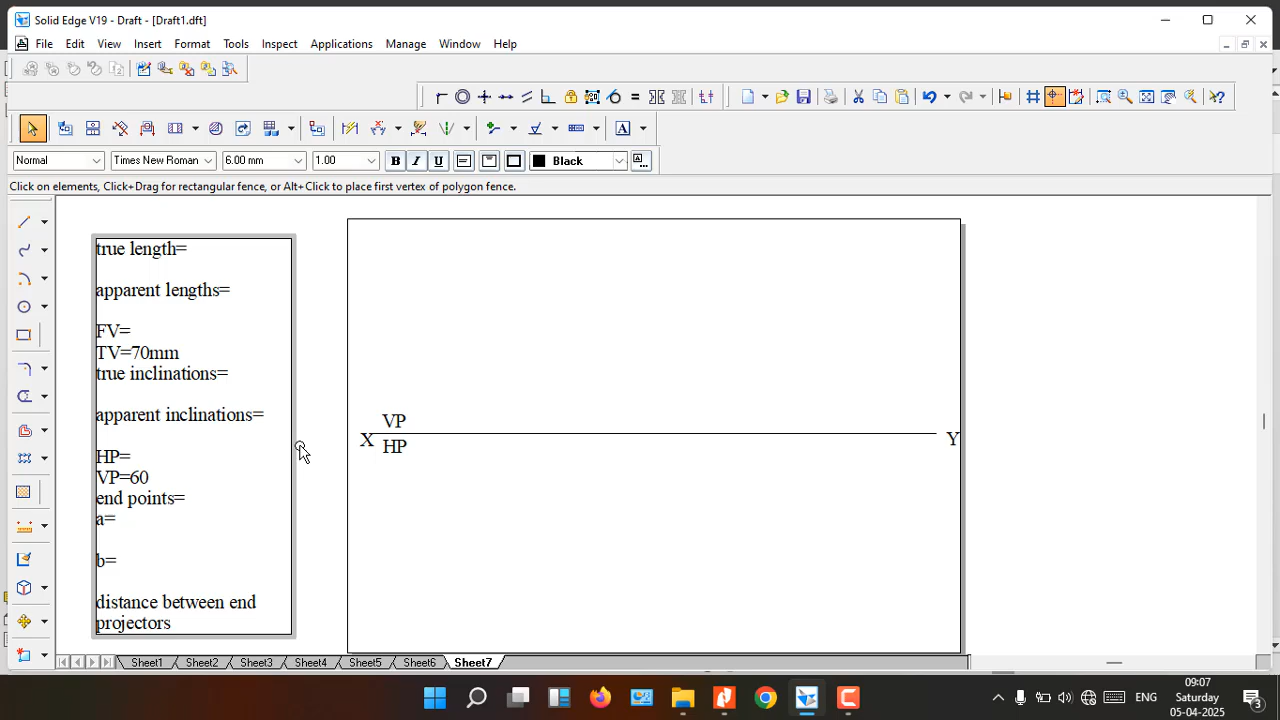 Solid Edge V19 - Draft - [Draft1.dft]
File Edit View Insert Format Tools Inspect Applications Manage Window Help
Normal Times New Roman 6.00 mm 1.00 B I U Black
Click on elements, Click+Drag for rectangular fence, or Alt+Click to place first vertex of polygon fence.
true length=
apparent lengths=
FV=
TV=70mm
true inclinations=
apparent inclinations=
HP=
VP=60
end points=
a=
b=
distance between end
projectors
VP
X
HP
Y
Sheet1 Sheet2 Sheet3 Sheet4 Sheet5 Sheet6 Sheet7
ENG
09:07
Saturday
05-04-2025
3